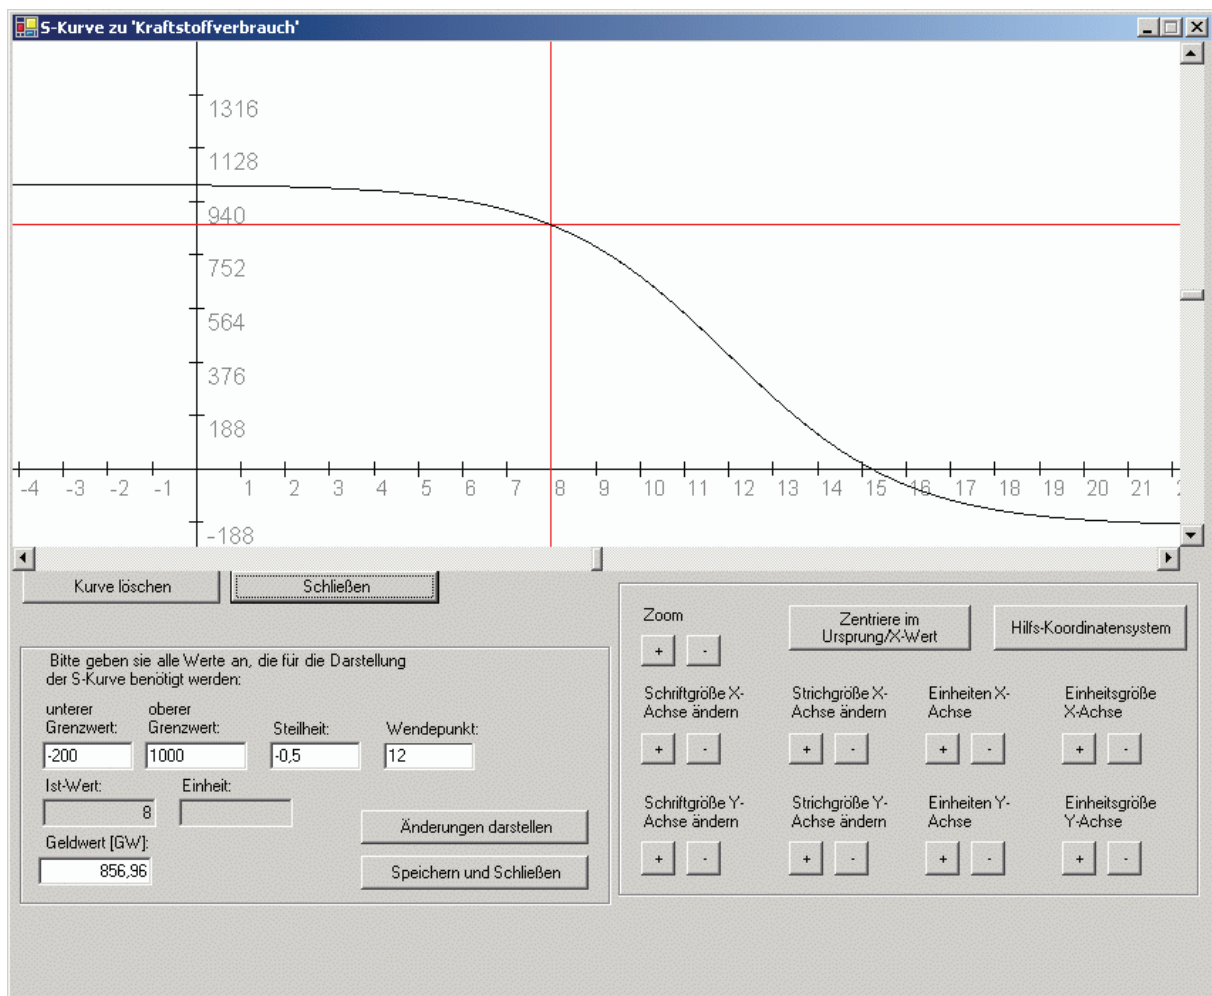 S-Kurve zu 'Kraftstoffverbrauch'
1316
1128
940
752
564
376
188
-4 -3 -2 -1 1 2 3 4 5 6 7 8 9 10 11 12 13 14 15 16 17 18 19 20 21
-188
Kurve löschen Schließen
Zoom
+ -
Zentriere im
Ursprung/X-Wert
Hilfs-Koordinatensystem
Bitte geben sie alle Werte an, die für die Darstellung
der S-Kurve benötigt werden:
unterer
Grenzwert:
oberer
Grenzwert:
Steilheit:
Wendepunkt:
-200 1000 -0,5 12
Ist-Wert: Einheit:
8
Geldwert [GW]:
856,96
Änderungen darstellen
Speichern und Schließen
Schriftgröße X-
Achse ändern
Strichgröße X-
Achse ändern
Einheiten X-
Achse
Einheitsgröße
X-Achse
+ - + - + - + -
Schriftgröße Y-
Achse ändern
Strichgröße Y-
Achse ändern
Einheiten Y-
Achse
Einheitsgröße
Y-Achse
+ - + - + - + -